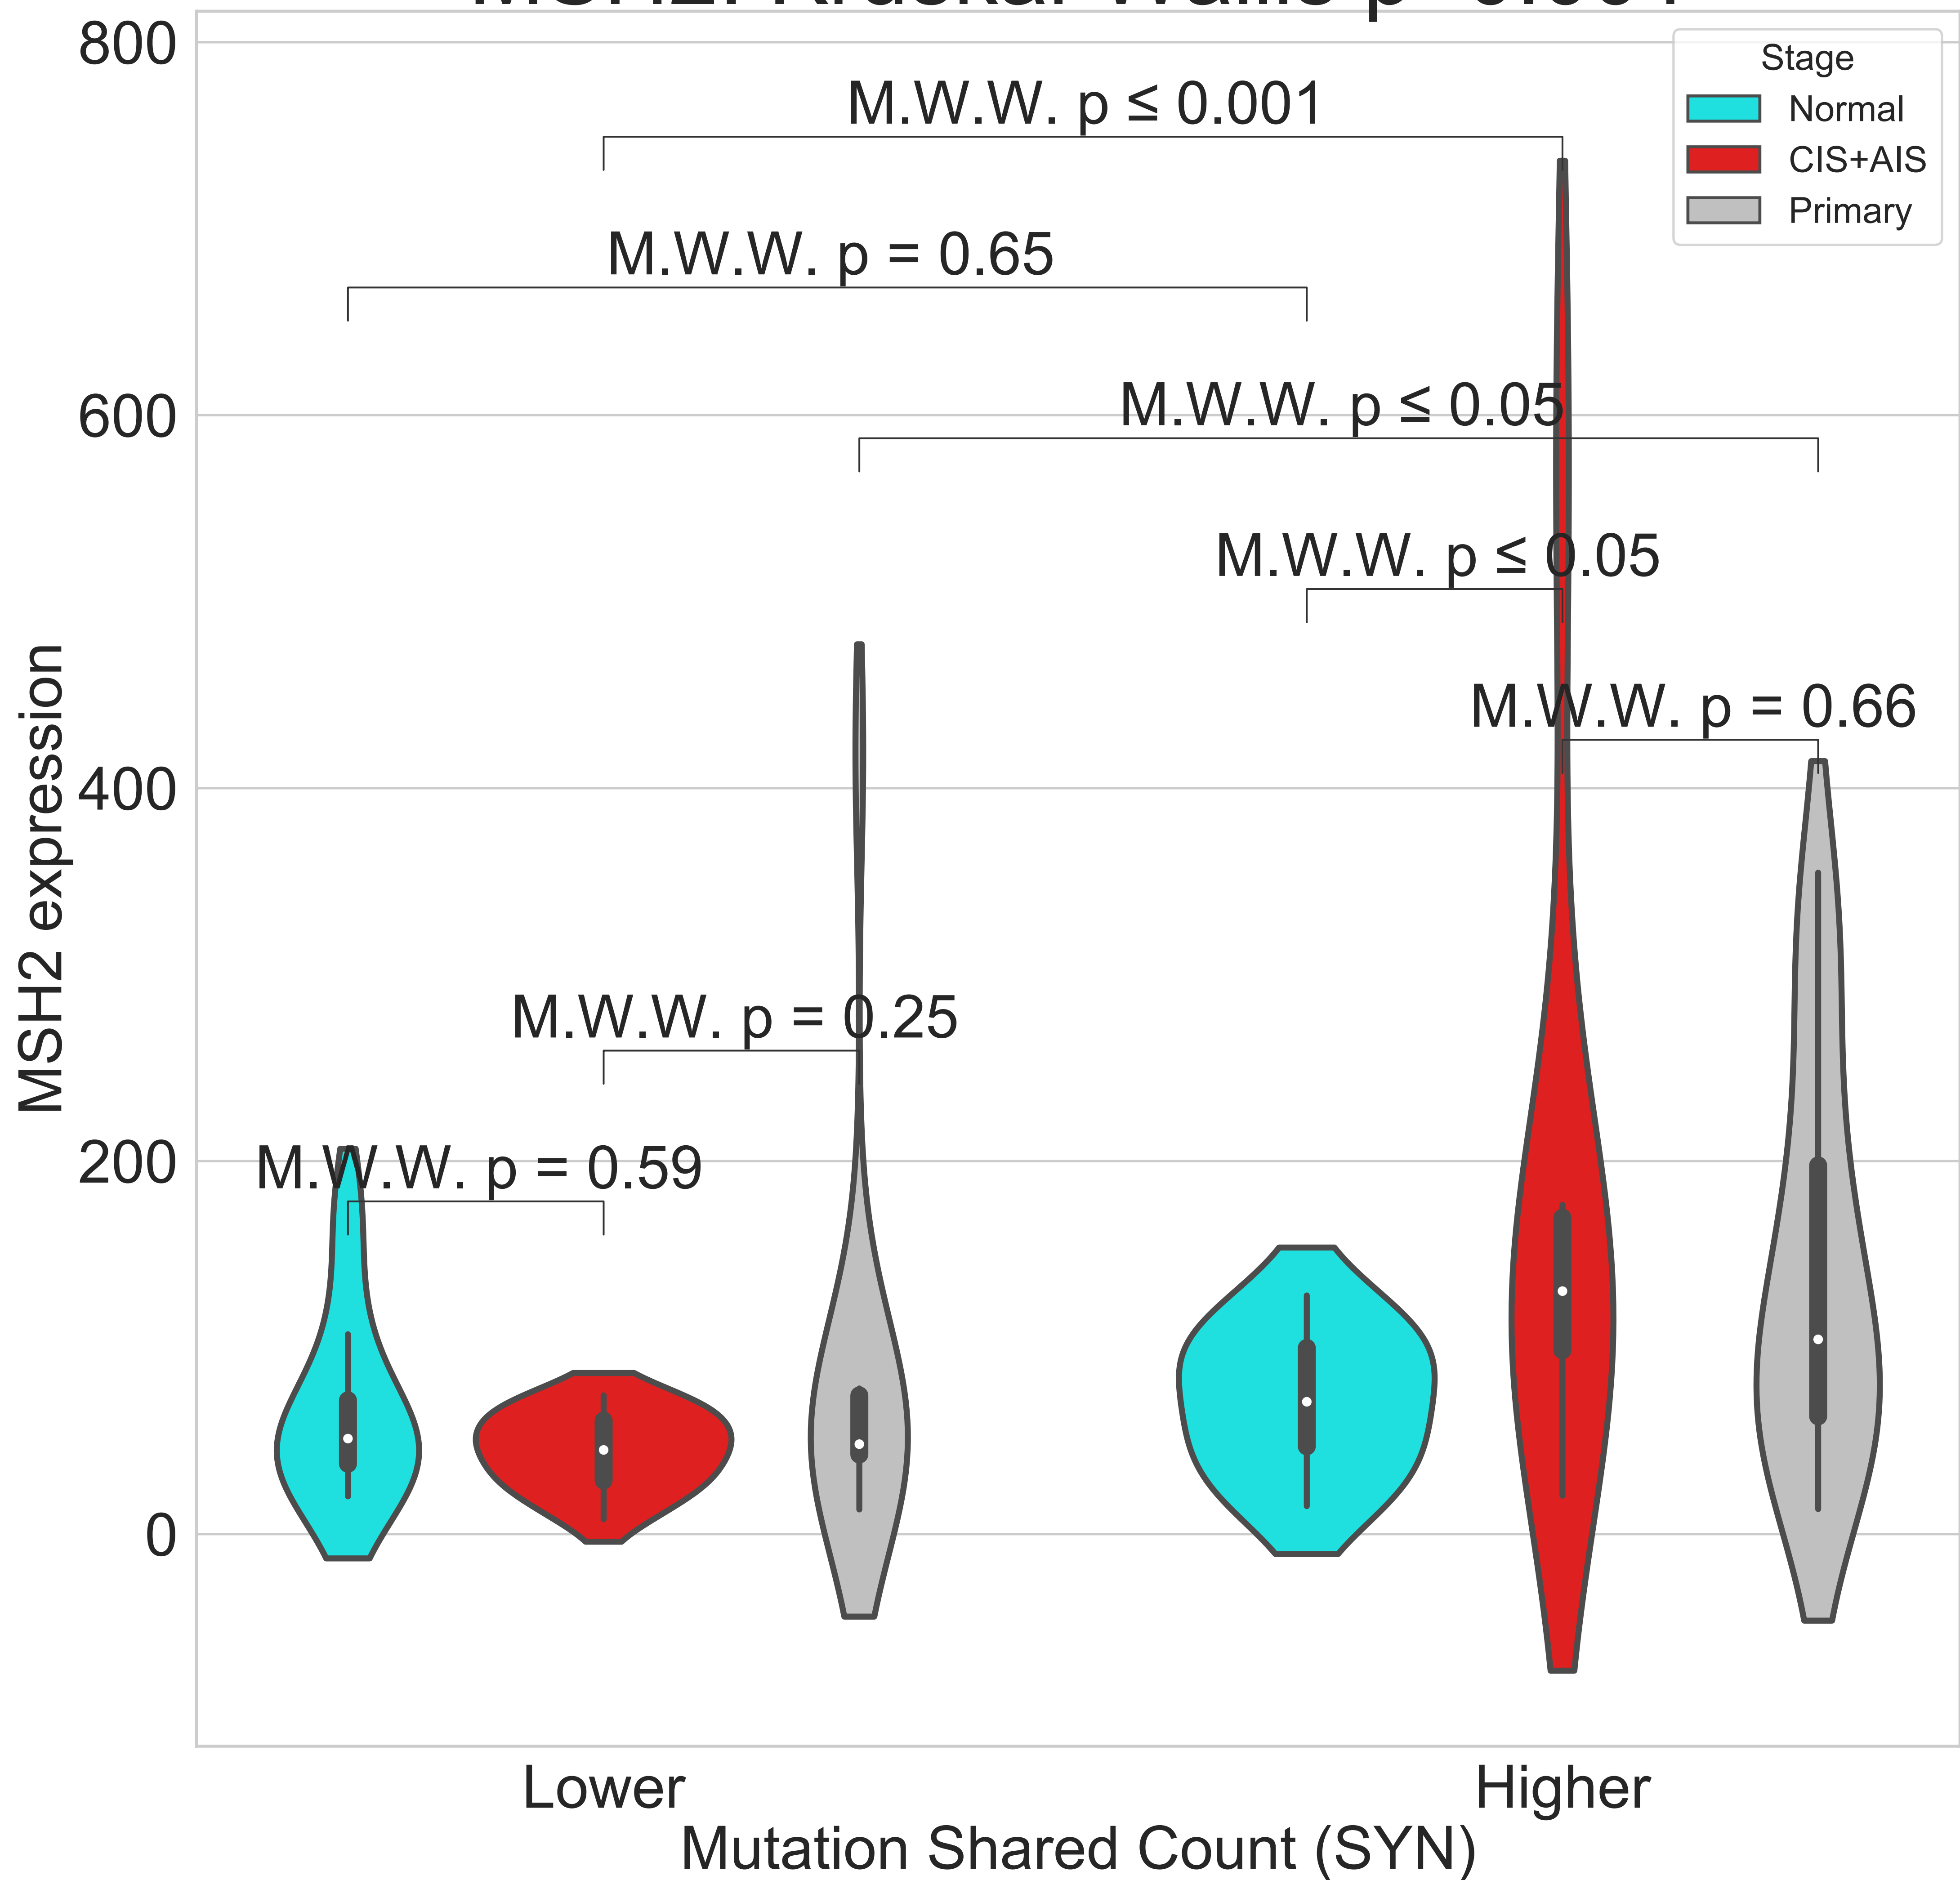 800
Stage
Normal
CIS+AIS
Primary
M.W.W. p ≤ 0.001
M.W.W. p = 0.65
600
M.W.W. p ≤ 0.05
M.W.W. p ≤ 0.05
M.W.W. p = 0.66
400
MSH2 expression
M.W.W. p = 0.25
200
M.W.W. p = 0.59
0
Lower
Higher
Mutation Shared Count (SYN)